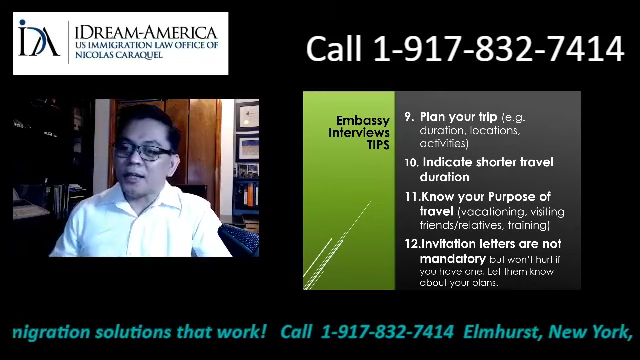 iDA
iDREAM-AMERICA
US IMMIGRATION LAW OFFICE OF
NICOLAS CARAQUEL
Call 1-917-832-7414
Embassy
Interviews
TIPS
9. Plan your trip (e.g.
duration, locations,
activities)
10. Indicate shorter travel
duration
11.Know your Purpose of
travel (vacationing, visiting
friends/relatives, training)
12.Invitation letters are not
mandatory but won't hurt if
you have one. Let them know
about your plans.
migration solutions that work! Call 1-917-832-7414 Elmhurst, New York,